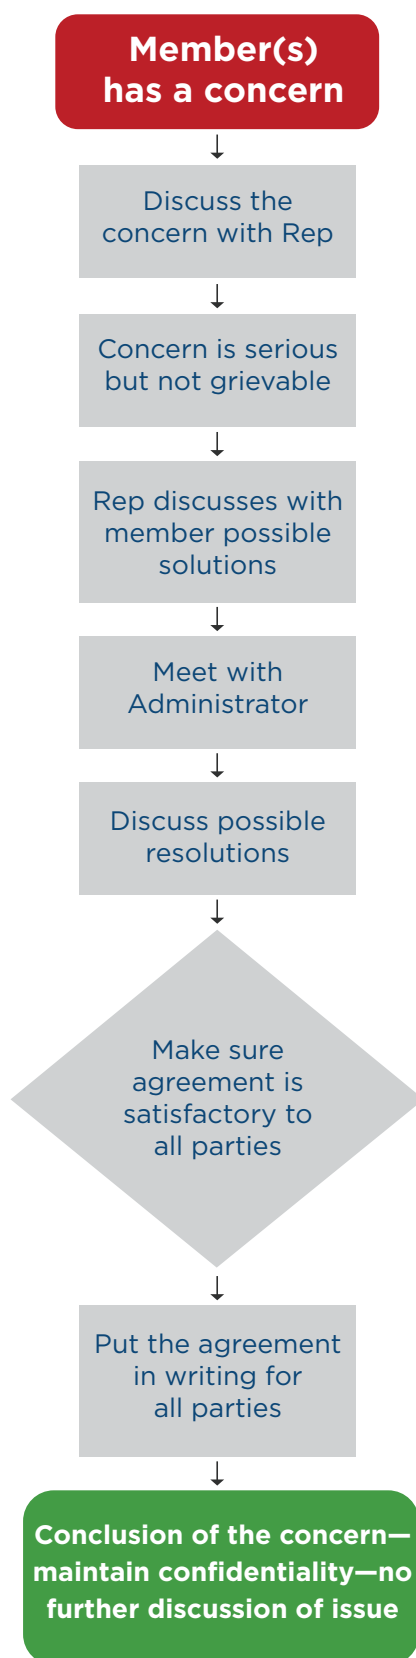 Member(s)
has a concern
Discuss the
concern with Rep
Concern is serious
but not grievable
Rep discusses with
member possible
solutions
Meet with
Administrator
Discuss possible
resolutions
Make sure
agreement is
satisfactory to
all parties
Put the agreement
in writing for
all parties
Conclusion of the concern—
maintain confidentiality—no
further discussion of issue